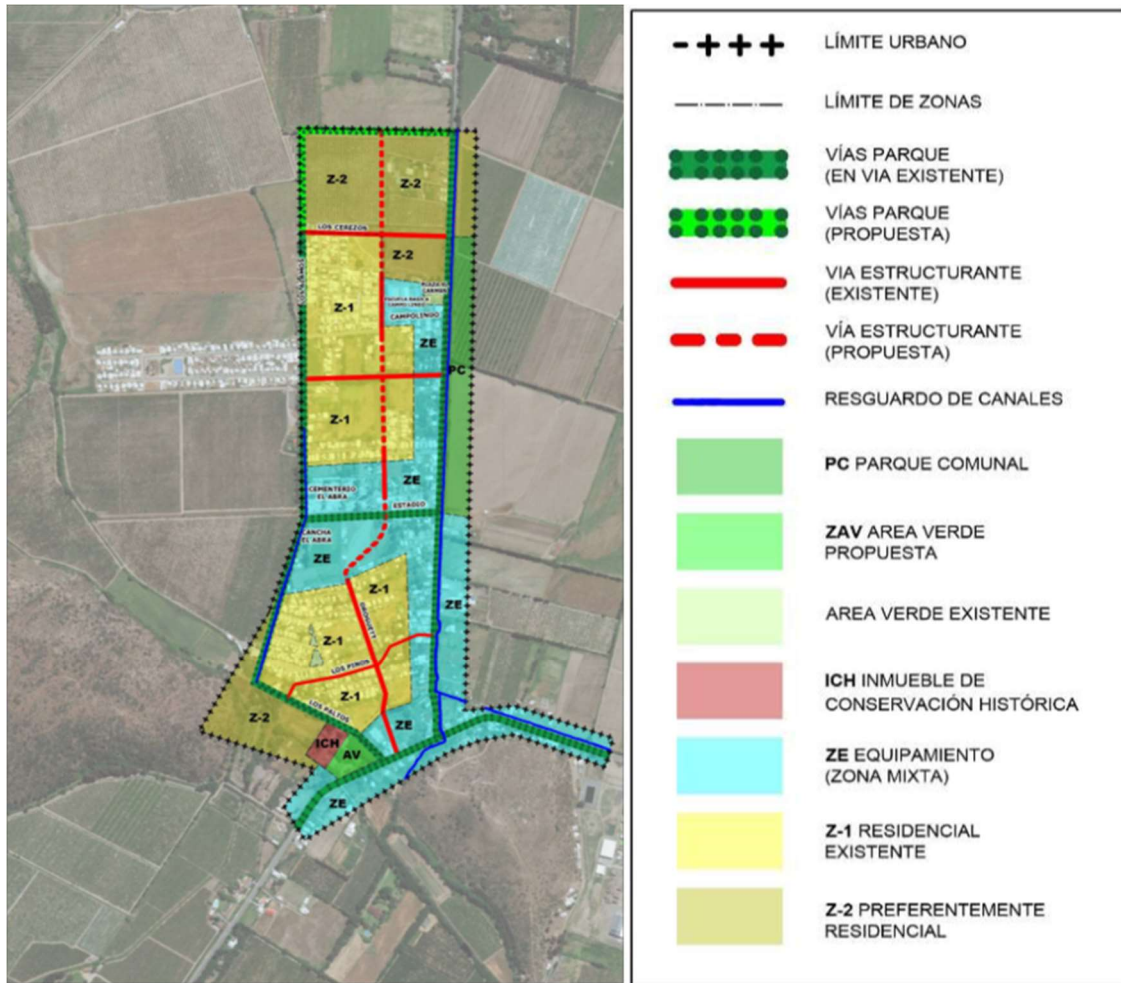 Z-2
Z-2
LOS CEREZOS
Z-2
Z-1
CAMPOLINDO
ZE
PC
Z-1
ZE
CEMENTERIO
EL ABRA
ESTADIO
CANCHA
EL ABRA
ZE
Z-1
ZE
Z-1
LOS PINOS
Z-1
LOS PALTOS
Z-2
ZE
ICH
AV
ZE
LÍMITE URBANO
LÍMITE DE ZONAS
VÍAS PARQUE
(EN VIA EXISTENTE)
VÍAS PARQUE
(PROPUESTA)
VIA ESTRUCTURANTE
(EXISTENTE)
VÍA ESTRUCTURANTE
(PROPUESTA)
RESGUARDO DE CANALES
PC PARQUE COMUNAL
ZAV AREA VERDE
PROPUESTA
AREA VERDE EXISTENTE
ICH INMUEBLE DE
CONSERVACIÓN HISTÓRICA
ZE EQUIPAMIENTO
(ZONA MIXTA)
Z-1 RESIDENCIAL
EXISTENTE
Z-2 PREFERENTEMENTE
RESIDENCIAL